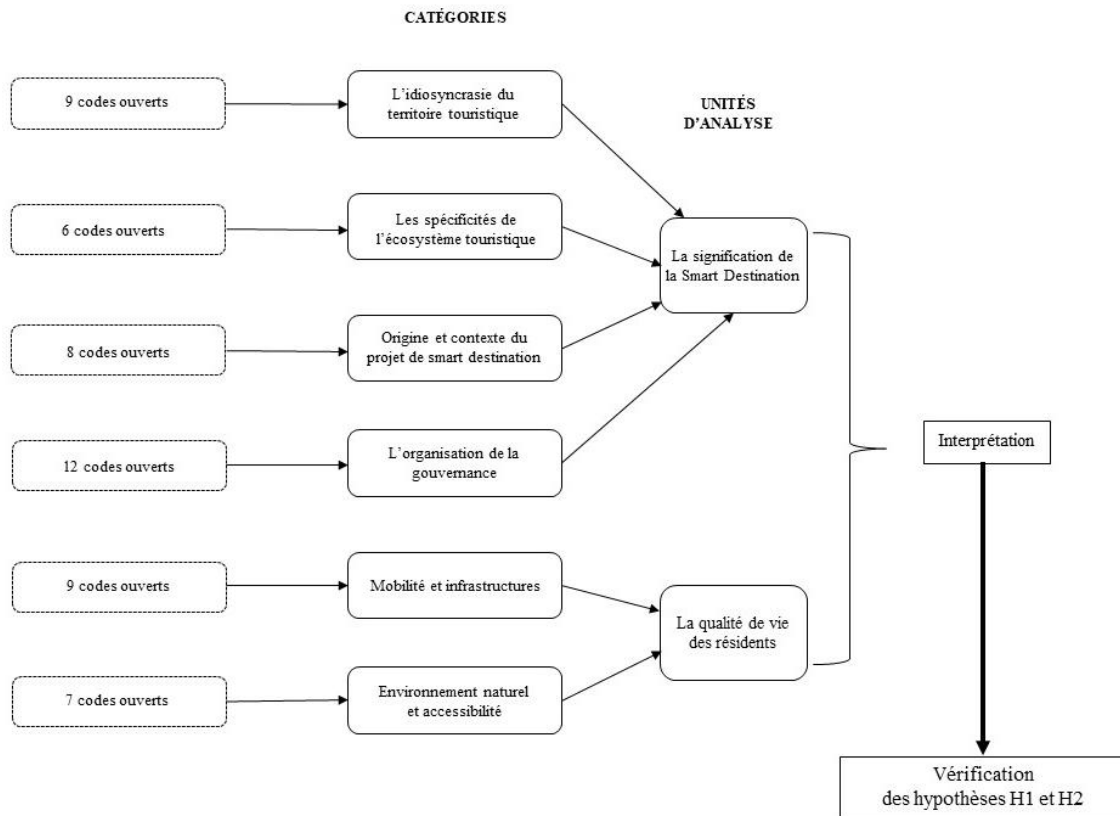 CATÉGORIES
9 codes ouverts
L’idiosyncrasie du
territoire touristique
UNITÉS
D’ANALYSE
6 codes ouverts
Les spécificités de
l’écosystème touristique
La signification de
la Smart Destination
8 codes ouverts
Origine et contexte du
projet de smart destination
12 codes ouverts
L’organisation de la
gouvernance
Interprétation
9 codes ouverts
Mobilité et infrastructures
La qualité de vie
des résidents
7 codes ouverts
Environnement naturel
et accessibilité
Vérification
des hypothèses H1 et H2